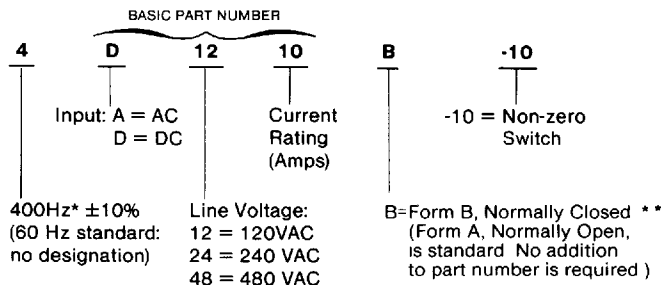 BASIC PART NUMBER
4 D 12 10 B -10
Input: A = AC
D = DC
Current
Rating
(Amps)
-10 = Non-zero
Switch
400Hz* ±10%
(60 Hz standard:
no designation)
Line Voltage:
12 = 120VAC
24 = 240 VAC
48 = 480 VAC
B=Form B, Normally Closed **
(Form A, Normally Open,
is standard No addition
to part number is required )